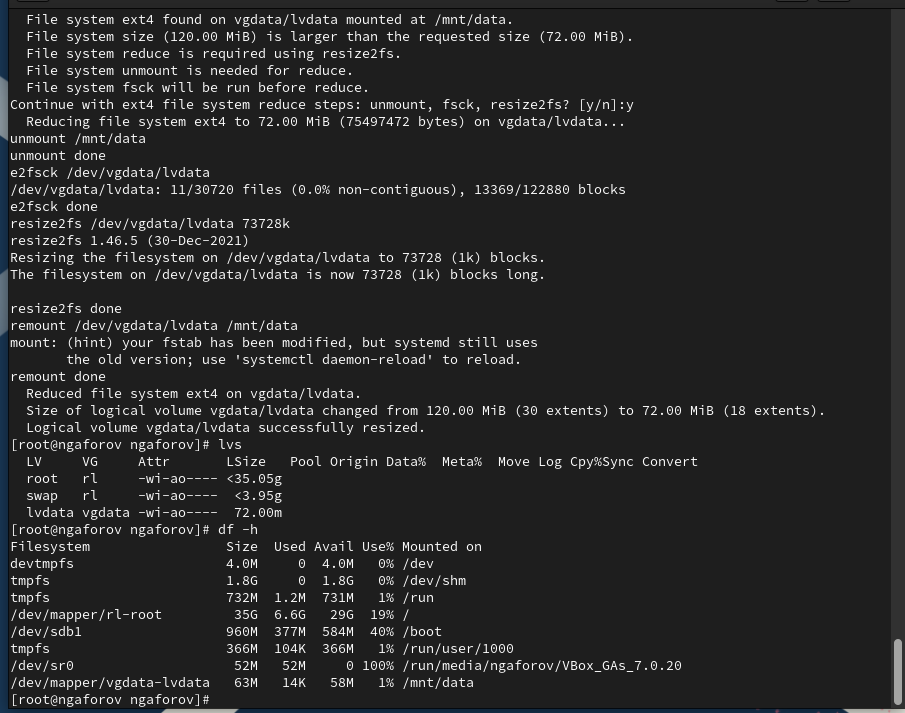 File system ext4 found on vgdata/lvdata mounted at /mnt/data.
File system size (120.00 MiB) is larger than the requested size (72.00 MiB).
File system reduce is required using resize2fs.
File system unmount is needed for reduce.
File system fsck will be run before reduce.
Continue with ext4 file system reduce steps: unmount, fsck, resize2fs? [y/n]:y
Reducing file system ext4 to 72.00 MiB (75497472 bytes) on vgdata/lvdata...
unmount /mnt/data
unmount done
e2fsck /dev/vgdata/lvdata
/dev/vgdata/lvdata: 11/30720 files (0.0% non-contiguous), 13369/122880 blocks
e2fsck done
resize2fs /dev/vgdata/lvdata 73728k
resize2fs 1.46.5 (30-Dec-2021)
Resizing the filesystem on /dev/vgdata/lvdata to 73728 (1k) blocks.
The filesystem on /dev/vgdata/lvdata is now 73728 (1k) blocks long.
resize2fs done
remount /dev/vgdata/lvdata /mnt/data
mount: (hint) your fstab has been modified, but systemd still uses
the old version; use 'systemctl daemon-reload' to reload.
remount done
Reduced file system ext4 on vgdata/lvdata.
Size of logical volume vgdata/lvdata changed from 120.00 MiB (30 extents) to 72.00 MiB (18 extents).
Logical volume vgdata/lvdata successfully resized.
[root@ngaforov ngaforov]# lvs
LV VG Attr LSize Pool Origin Data% Meta% Move Log Cpy%Sync Convert
root rl -wi-ao---- <35.05g
swap rl -wi-ao---- <3.95g
lvdata vgdata -wi-ao---- 72.00m
[root@ngaforov ngaforov]# df -h
Filesystem Size Used Avail Use% Mounted on
devtmpfs 4.0M 0 4.0M 0% /dev
tmpfs 1.8G 0 1.8G 0% /dev/shm
tmpfs 732M 1.2M 731M 1% /run
/dev/mapper/rl-root 35G 6.6G 29G 19% /
/dev/sdb1 960M 377M 584M 40% /boot
tmpfs 366M 104K 366M 1% /run/user/1000
/dev/sr0 52M 52M 0 100% /run/media/ngaforov/VBox_GAs_7.0.20
/dev/mapper/vgdata-lvdata 63M 14K 58M 1% /mnt/data
[root@ngaforov ngaforov]#